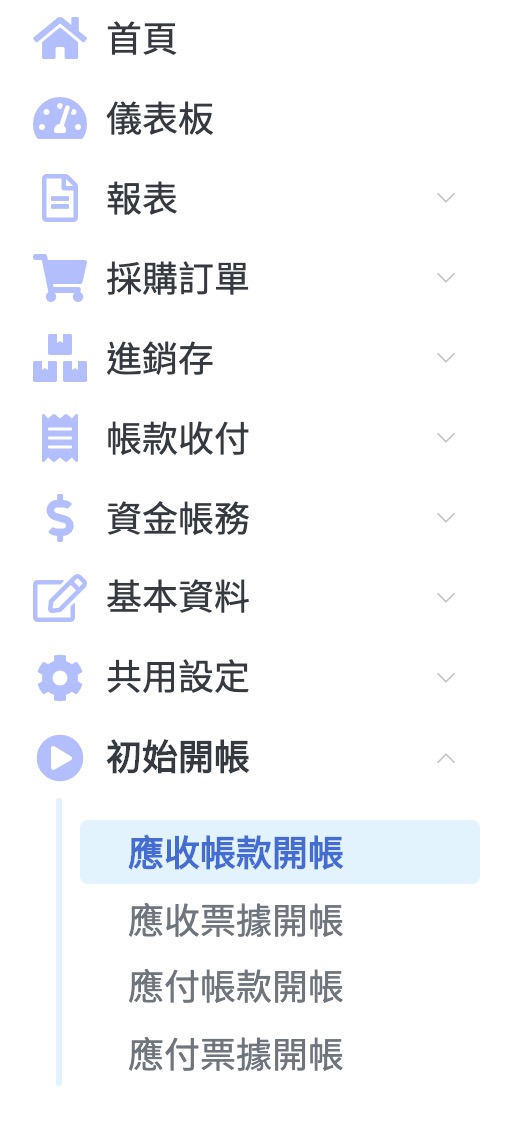 首頁
儀表板
報表
採購訂單
進銷存
帳款收付
資金帳務
基本資料
共用設定
初始開帳
應收帳款開帳
應收票據開帳
應付帳款開帳
應付票據開帳